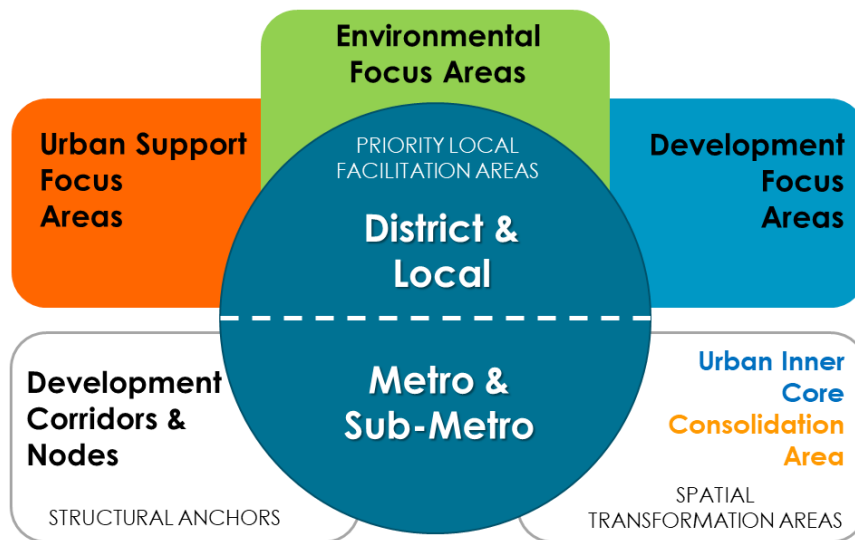 Environmental
Focus Areas
Urban Support
Focus
Areas
PRIORITY LOCAL
FACILITATION AREAS
District &
Local
Development
Focus
Areas
Development
Corridors &
Nodes
STRUCTURAL ANCHORS
Metro &
Sub-Metro
Urban Inner
Core
Consolidation
Area
SPATIAL
TRANSFORMATION AREAS